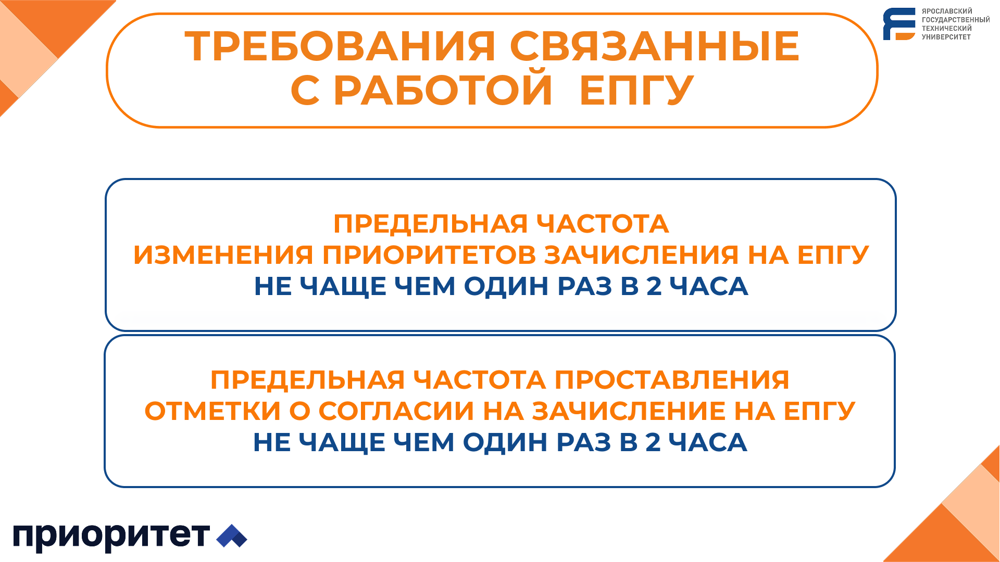 ТРЕБОВАНИЯ СВЯЗАННЫЕ
С РАБОТОЙ ЕПГУ
ЯРОСЛАВСКИЙ
ГОСУДАРСТВЕННЫЙ
ТЕХНИЧЕСКИЙ
УНИВЕРСИТЕТ
ПРЕДЕЛЬНАЯ ЧАСТОТА
ИЗМЕНЕНИЯ ПРИОРИТЕТОВ ЗАЧИСЛЕНИЯ НА ЕПГУ
НЕ ЧАЩЕ ЧЕМ ОДИН РАЗ В 2 ЧАСА
ПРЕДЕЛЬНАЯ ЧАСТОТА ПРОСТАВЛЕНИЯ
ОТМЕТКИ О СОГЛАСИИ НА ЗАЧИСЛЕНИЕ НА ЕПГУ
НЕ ЧАЩЕ ЧЕМ ОДИН РАЗ В 2 ЧАСА
приоритет